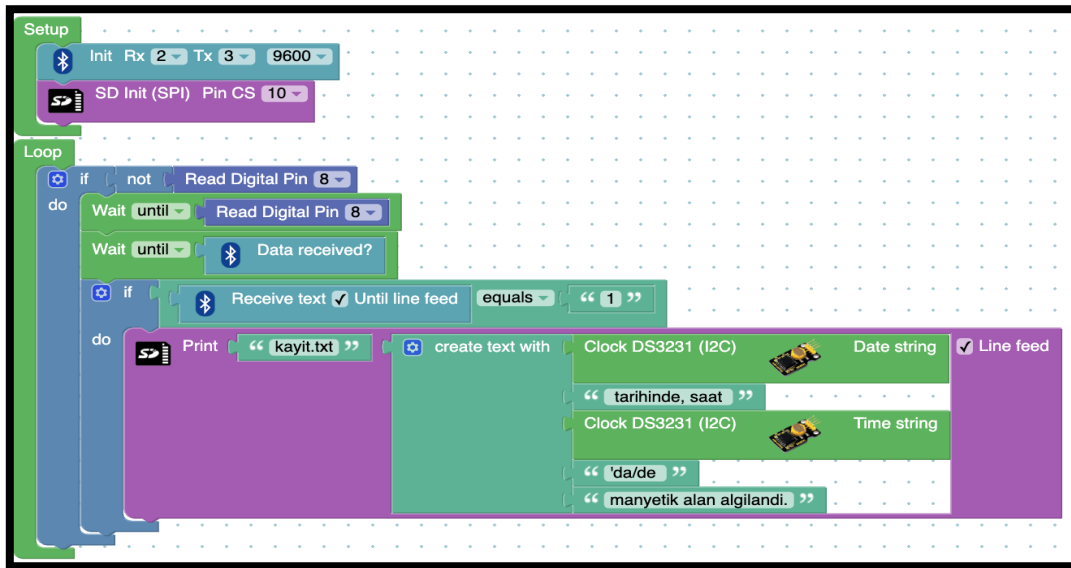 Setup
Init Rx 2 Tx 3 9600
SD Init (SPI) Pin CS 10
Loop
if not Read Digital Pin 8
do
Wait until Read Digital Pin 8
Wait until Data received?
if Receive text Until line feed equals “ 1 ”
do
Print “ kayit.txt ” create text with Clock DS3231 (I2C) Date string Line feed
“ tarihinde, saat ”
Clock DS3231 (I2C) Time string
“ 'da/de ”
“ manyetik alan algilandi. ”